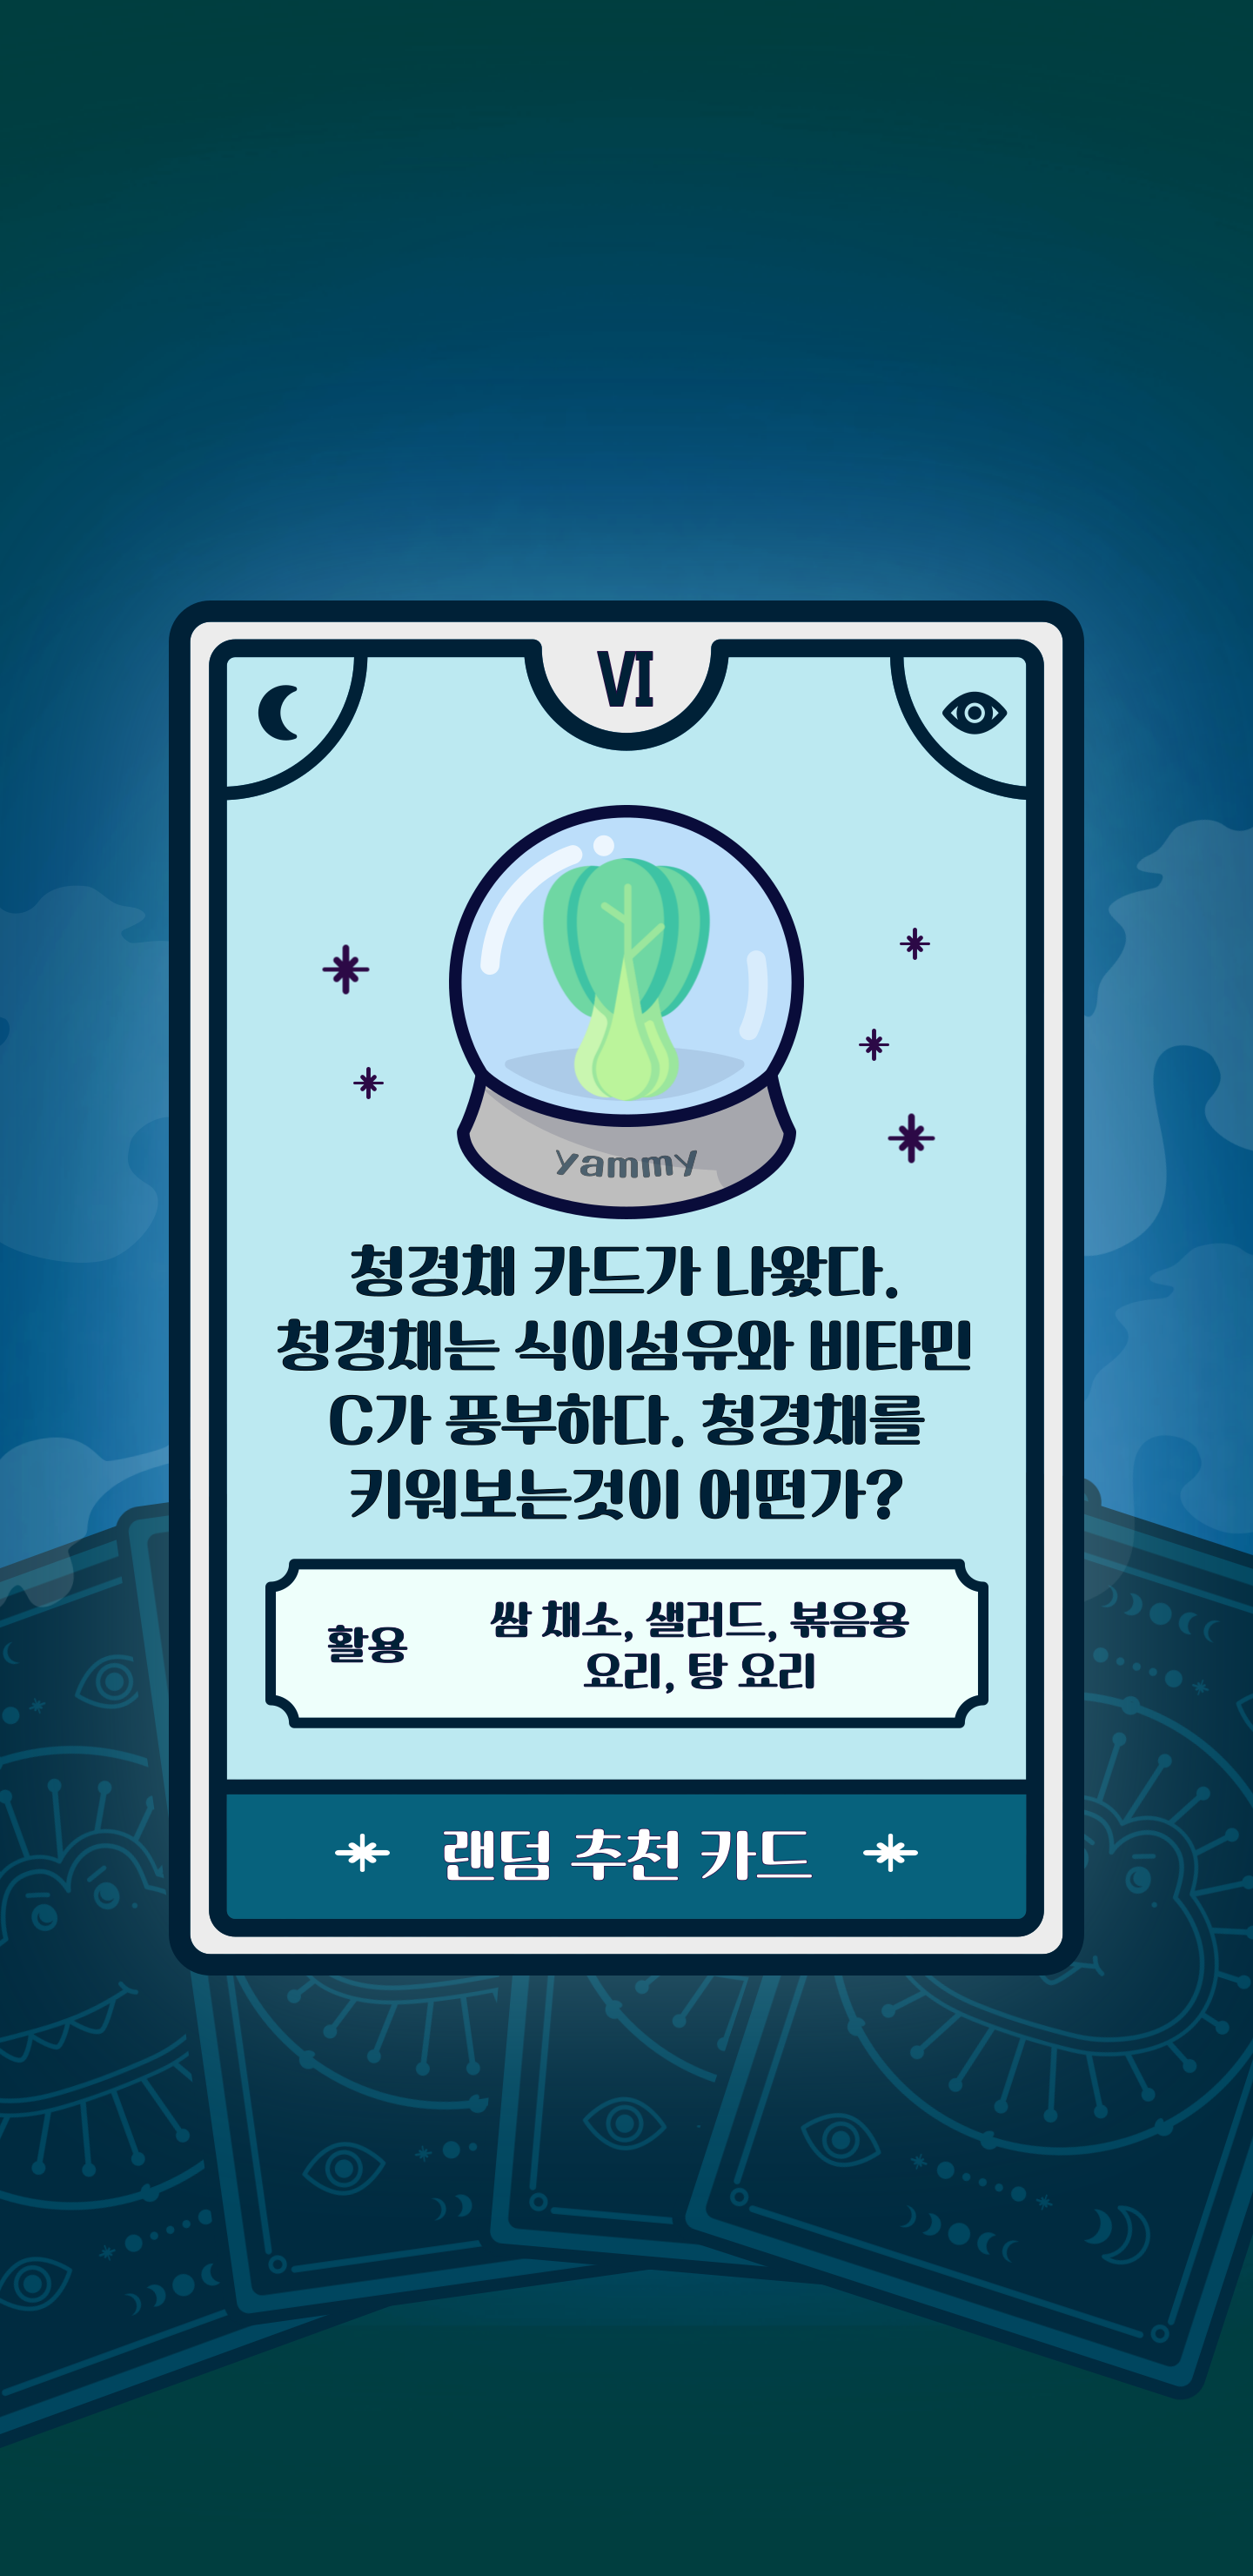 VI
yammy
청경채 카드가 나왔다.
청경채는 식이섬유와 비타민
C가 풍부하다. 청경채를
키워보는것이 어떤가?
활용
쌈 채소, 샐러드, 볶음용
요리, 탕 요리
랜덤 추천 카드